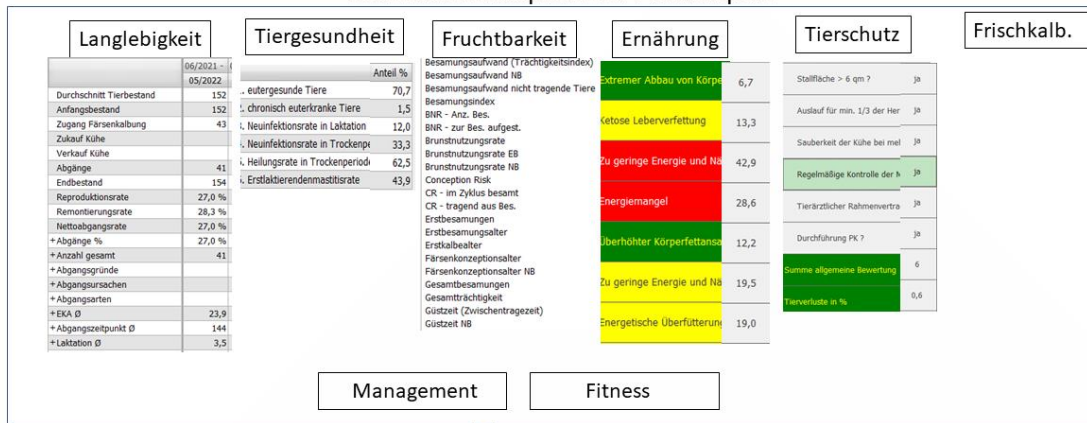 Langlebigkeit
06/2021 -
05/2022
Durchschnitt Tierbestand 152
Anfangsbestand 152
Zugang Färsenkalbung 43
Zukauf Kühe
Verkauf Kühe
Abgänge 41
Endbestand 154
Reproduktionsrate 27,0 %
Remontierungsrate 28,3 %
Nettoabgangsrate 27,0 %
+Abgänge % 27,0 %
+Anzahl gesamt 41
+Abgangsgründe
+Abgangsursachen
+Abgangsarten
+EKA Ø 23,9
+Abgangszeitpunkt Ø 144
+Laktation Ø 3,5
Tiergesundheit
Anteil %
. eutergesunde Tiere 70,7
. chronisch euterkranke Tiere 1,5
. Neuinfektionsrate in Laktation 12,0
. Neuinfektionsrate in Trockenpe 33,3
. Heilungsrate in Trockenperiod 62,5
. Erstlaktierendenmastitisrate 43,9
Fruchtbarkeit
Besamungsaufwand (Trächtigkeitsindex)
Besamungsaufwand NB
Besamungsaufwand nicht tragende Tiere
Besamungsindex
BNR - Anz. Bes.
BNR - zur Bes. aufgest.
Brunstnutzungsrate
Brunstnutzungsrate EB
Brunstnutzungsrate NB
Conception Risk
CR - im Zyklus besamt
CR - tragend aus Bes.
Erstbesamungen
Erstbesamungsalter
Erstkalbealter
Färsenkonzeptionsalter
Färsenkonzeptionsalter NB
Gesamtbesamungen
Gesamtträchtigkeit
Güstzeit (Zwischentragezeit)
Güstzeit NB
Ernährung
Extremer Abbau von Körpe 6,7
Ketose Leberverfettung 13,3
Zu geringe Energie und Nä 42,9
Energiemangel 28,6
Überhöhter Körperfettansa 12,2
Zu geringe Energie und Nä 19,5
Energetische Überfütterun 19,0
Tierschutz
Stallfläche > 6 qm ? ja
Auslauf für min. 1/3 der Her ja
Sauberkeit der Kühe bei mel ja
Regelmäßige Kontrolle der ja
Tierärztlicher Rahmenvertra ja
Durchführung PK ? ja
Summe allgemeine Bewertung 6
Tierverluste in % 0,6
Frischkalb.
Management
Fitness